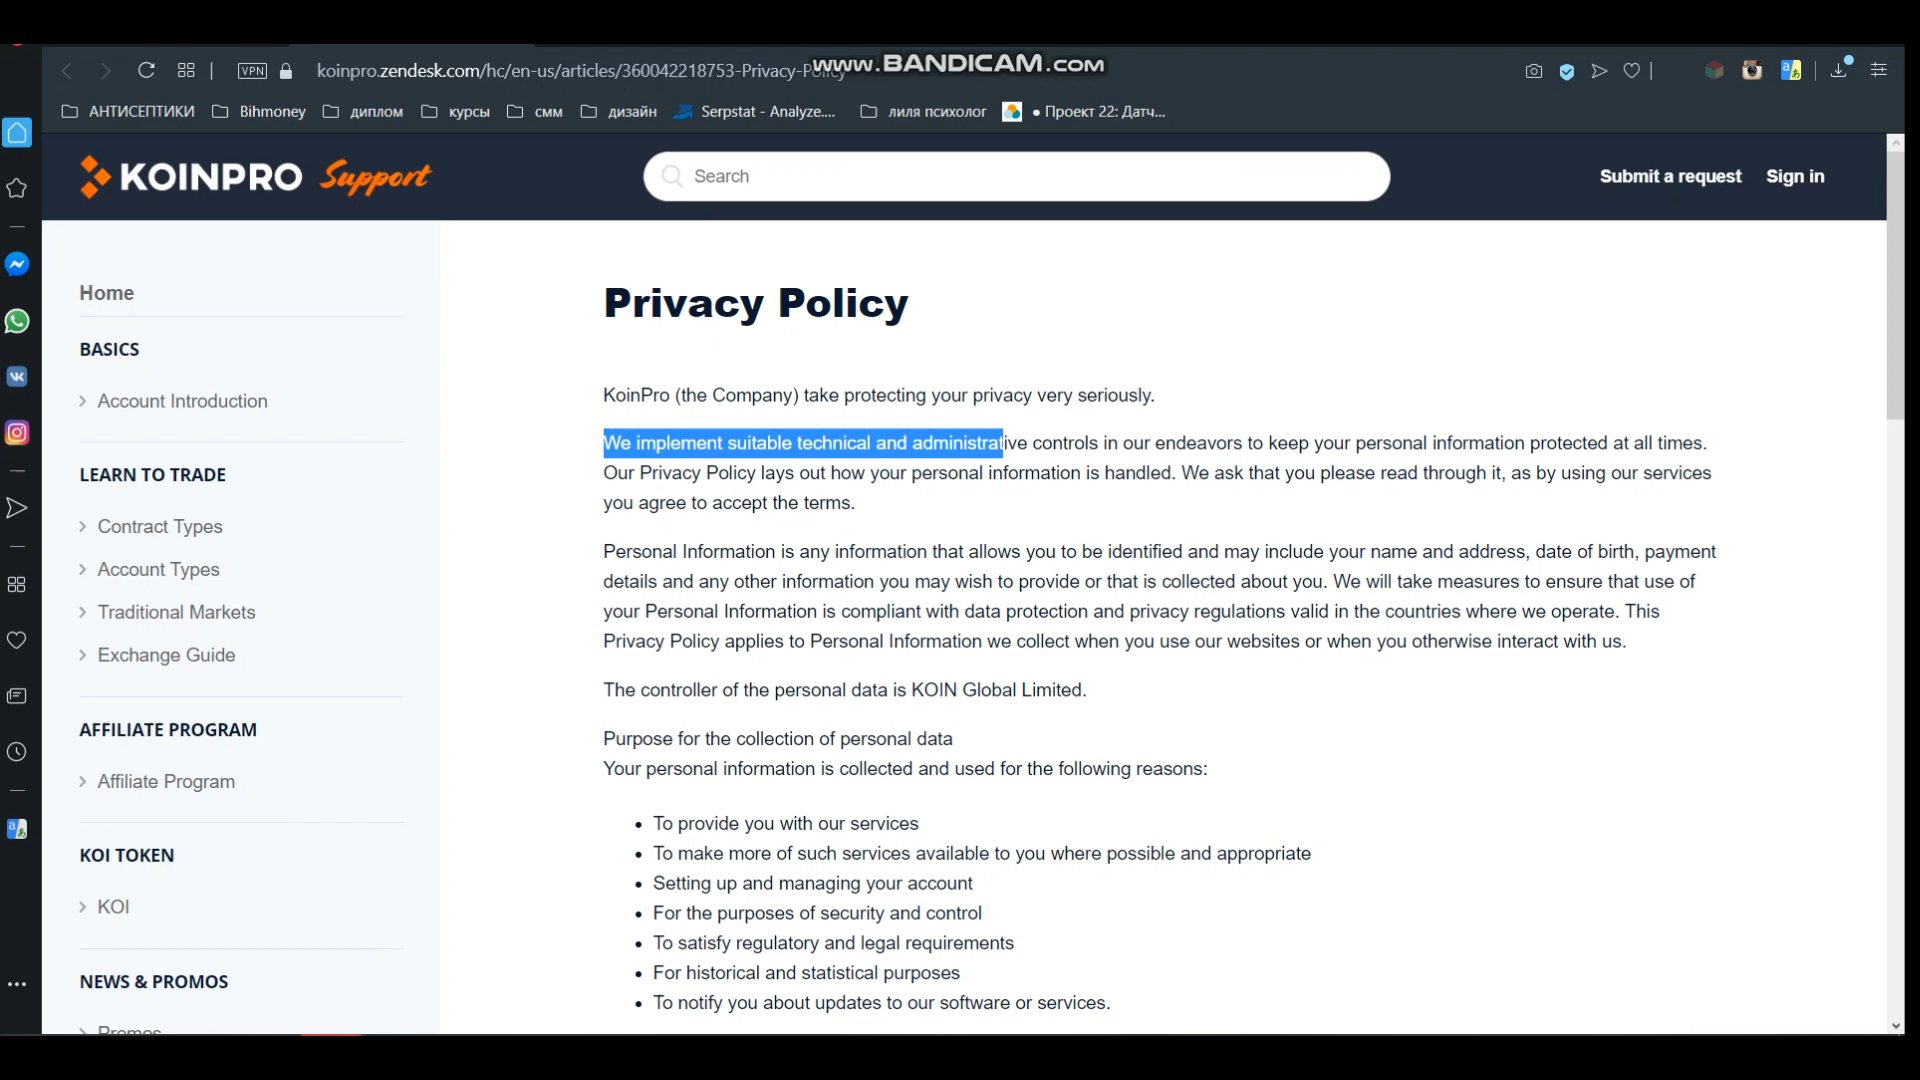 www.BANDICAM.com
VPN
koinpro.zendesk.com/hc/en-us/articles/360042218753-Privacy-Policy
АНТИСЕПТИКИ
Bihmoney
диплом
курсы
смм
дизайн
Serpstat - Analyze....
лиля психолог
• Проект 22: Датч...
KOINPRO Support
Search
Submit a request
Sign in
Home
BASICS
Account Introduction
LEARN TO TRADE
Contract Types
Account Types
Traditional Markets
Exchange Guide
AFFILIATE PROGRAM
Affiliate Program
KOI TOKEN
KOI
NEWS & PROMOS
Promos
Privacy Policy
KoinPro (the Company) take protecting your privacy very seriously.
We implement suitable technical and administrative controls in our endeavors to keep your personal information protected at all times.
Our Privacy Policy lays out how your personal information is handled. We ask that you please read through it, as by using our services
you agree to accept the terms.
Personal Information is any information that allows you to be identified and may include your name and address, date of birth, payment
details and any other information you may wish to provide or that is collected about you. We will take measures to ensure that use of
your Personal Information is compliant with data protection and privacy regulations valid in the countries where we operate. This
Privacy Policy applies to Personal Information we collect when you use our websites or when you otherwise interact with us.
The controller of the personal data is KOIN Global Limited.
Purpose for the collection of personal data
Your personal information is collected and used for the following reasons:
• To provide you with our services
• To make more of such services available to you where possible and appropriate
• Setting up and managing your account
• For the purposes of security and control
• To satisfy regulatory and legal requirements
• For historical and statistical purposes
• To notify you about updates to our software or services.